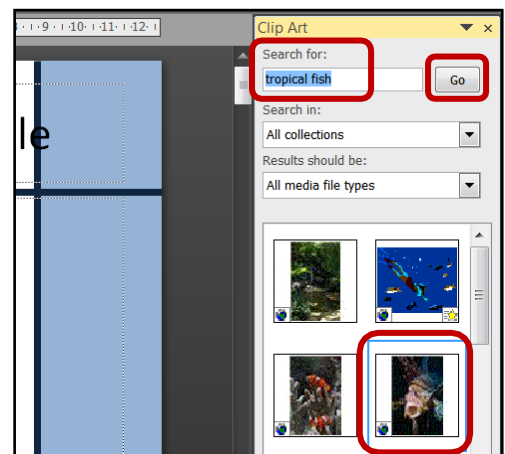 · ı · 9 · ı ·10· ı ·11· ı ·12· ı
Clip Art
Search for:
tropical fish
Go
Search in:
All collections
Results should be:
All media file types
le